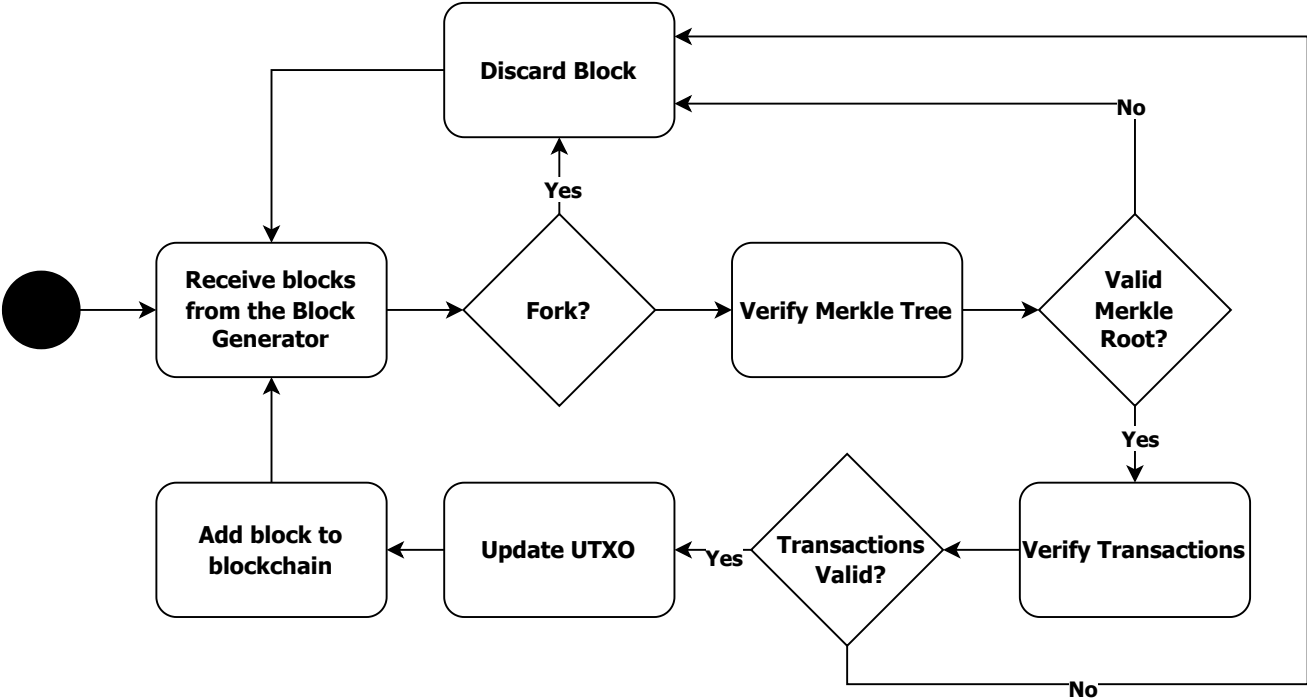 Discard Block
No
Yes
Receive blocks
from the Block
Generator
Fork?
Verify Merkle Tree
Valid
Merkle
Root?
Yes
Add block to
blockchain
Update UTXO
Yes
Transactions
Valid?
Verify Transactions
No